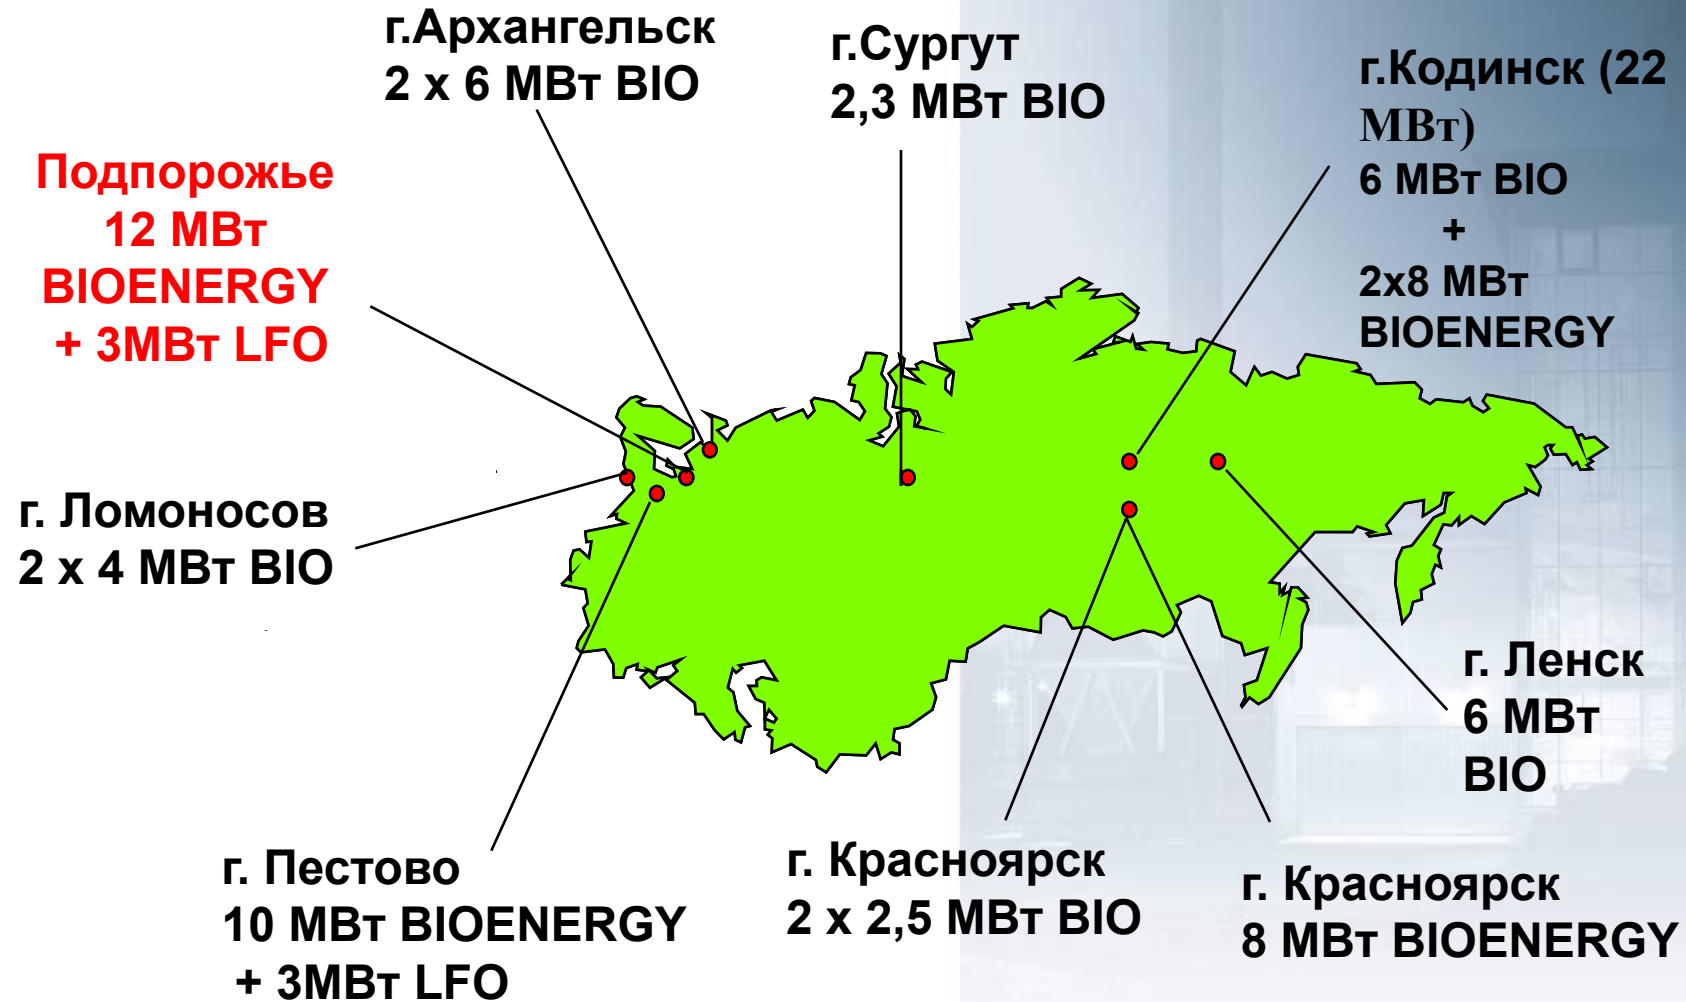 г.Архангельск
2 х 6 МВт BIO
г.Сургут
2,3 МВт BIO
г.Кодинск (22
МВт)
6 МВт BIO
+
2х8 МВт
BIOENERGY
Подпорожье
12 МВт
BIOENERGY
+ 3МВт LFO
г. Ломоносов
2 х 4 МВт BIO
г. Ленск
6 МВт
BIO
г. Пестово
10 МВт BIOENERGY
+ 3МВт LFO
г. Красноярск
2 х 2,5 МВт BIO
г. Красноярск
8 МВт BIOENERGY